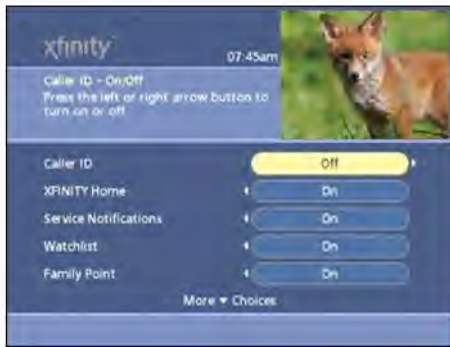 xfinity
07:45am
Caller ID - On/Off
Press the left or right arrow button to
turn on or off
Caller ID Off
XFINITY Home On
Service Notifications On
Watchlist On
Family Point On
More ▾ Choices